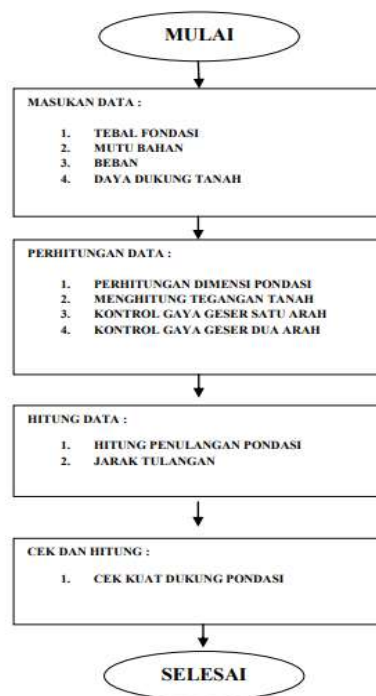 MULAI
MASUKAN DATA :
1. TEBAL FONDASI
2. MUTU BAHAN
3. BEBAN
4. DAYA DUKUNG TANAH
PERHITUNGAN DATA :
1. PERHITUNGAN DIMENSI PONDASI
2. MENGHITUNG TEGANGAN TANAH
3. KONTROL GAYA GESER SATU ARAH
4. KONTROL GAYA GESER DUA ARAH
HITUNG DATA :
1. HITUNG PENULANGAN PONDASI
2. JARAK TULANGAN
CEK DAN HITUNG :
1. CEK KUAT DUKUNG PONDASI
SELESAI